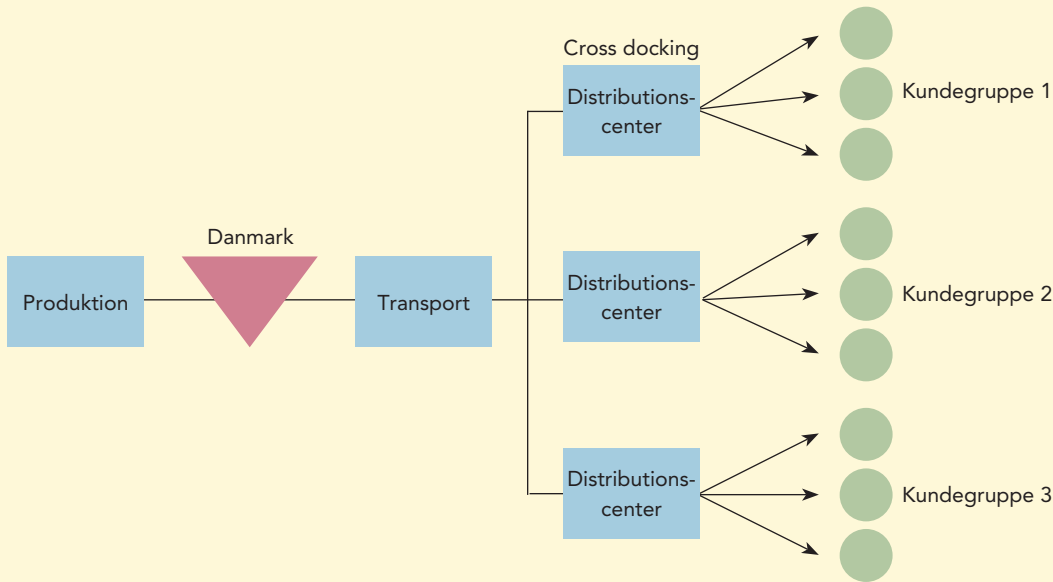 Cross docking
Distributions-
center
Kundegruppe 1
Danmark
Produktion
Transport
Distributions-
center
Kundegruppe 2
Distributions-
center
Kundegruppe 3